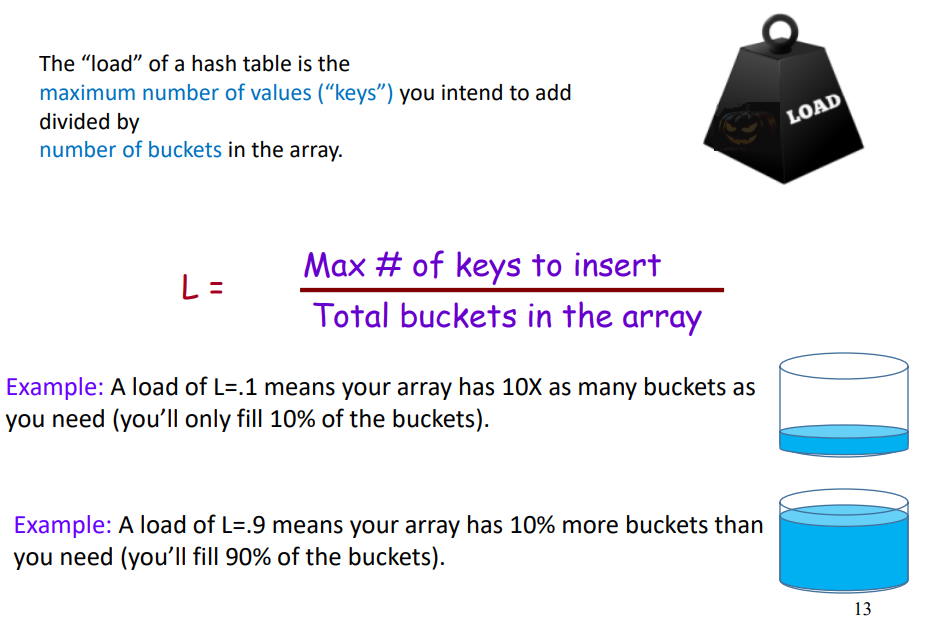 The “load” of a hash table is the
maximum number of values (“keys”) you intend to add
divided by
number of buckets in the array.
LOAD
L =
Max # of keys to insert
Total buckets in the array
Example: A load of L=.1 means your array has 10X as many buckets as
you need (you’ll only fill 10% of the buckets).
Example: A load of L=.9 means your array has 10% more buckets than
you need (you’ll fill 90% of the buckets).
13